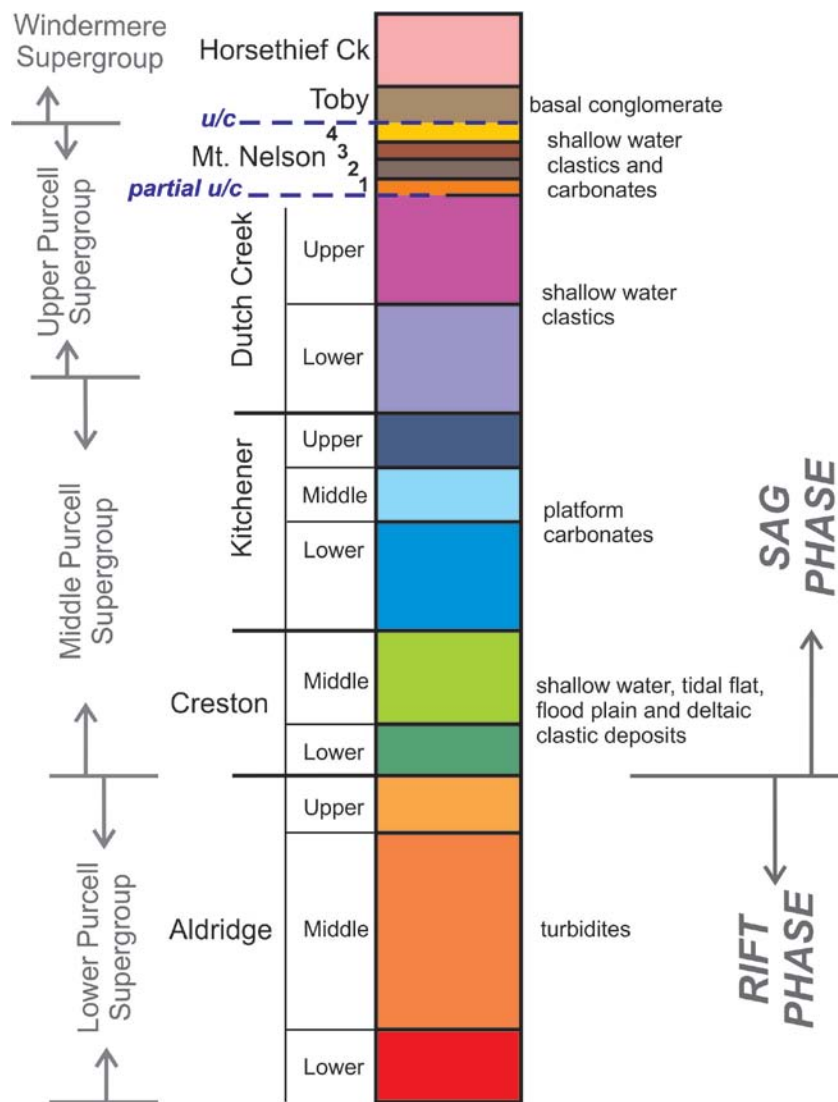 Windermere
Supergroup
Horsethief Ck
Toby
basal conglomerate
u/c
4
Mt. Nelson
3
2
1
shallow water
clastics and
carbonates
partial u/c
Upper Purcell
Supergroup
Dutch Creek
Upper
Lower
shallow water
clastics
Kitchener
Upper
Middle
Lower
platform
carbonates
Middle Purcell
Supergroup
Creston
Middle
Lower
shallow water, tidal flat,
flood plain and deltaic
clastic deposits
SAG
PHASE
Lower Purcell
Supergroup
Aldridge
Upper
Middle
Lower
turbidites
RIFT
PHASE